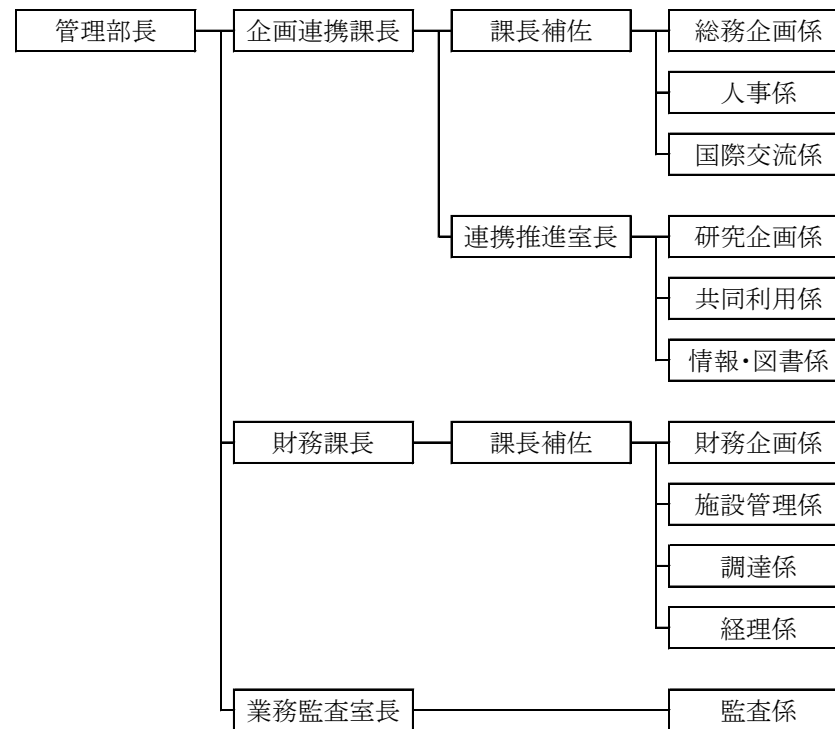 管理部長 企画連携課長 課長補佐 総務企画係
人事係
国際交流係
連携推進室長 研究企画係
共同利用係
情報・図書係
財務課長 課長補佐 財務企画係
施設管理係
調達係
経理係
業務監査室長 監査係